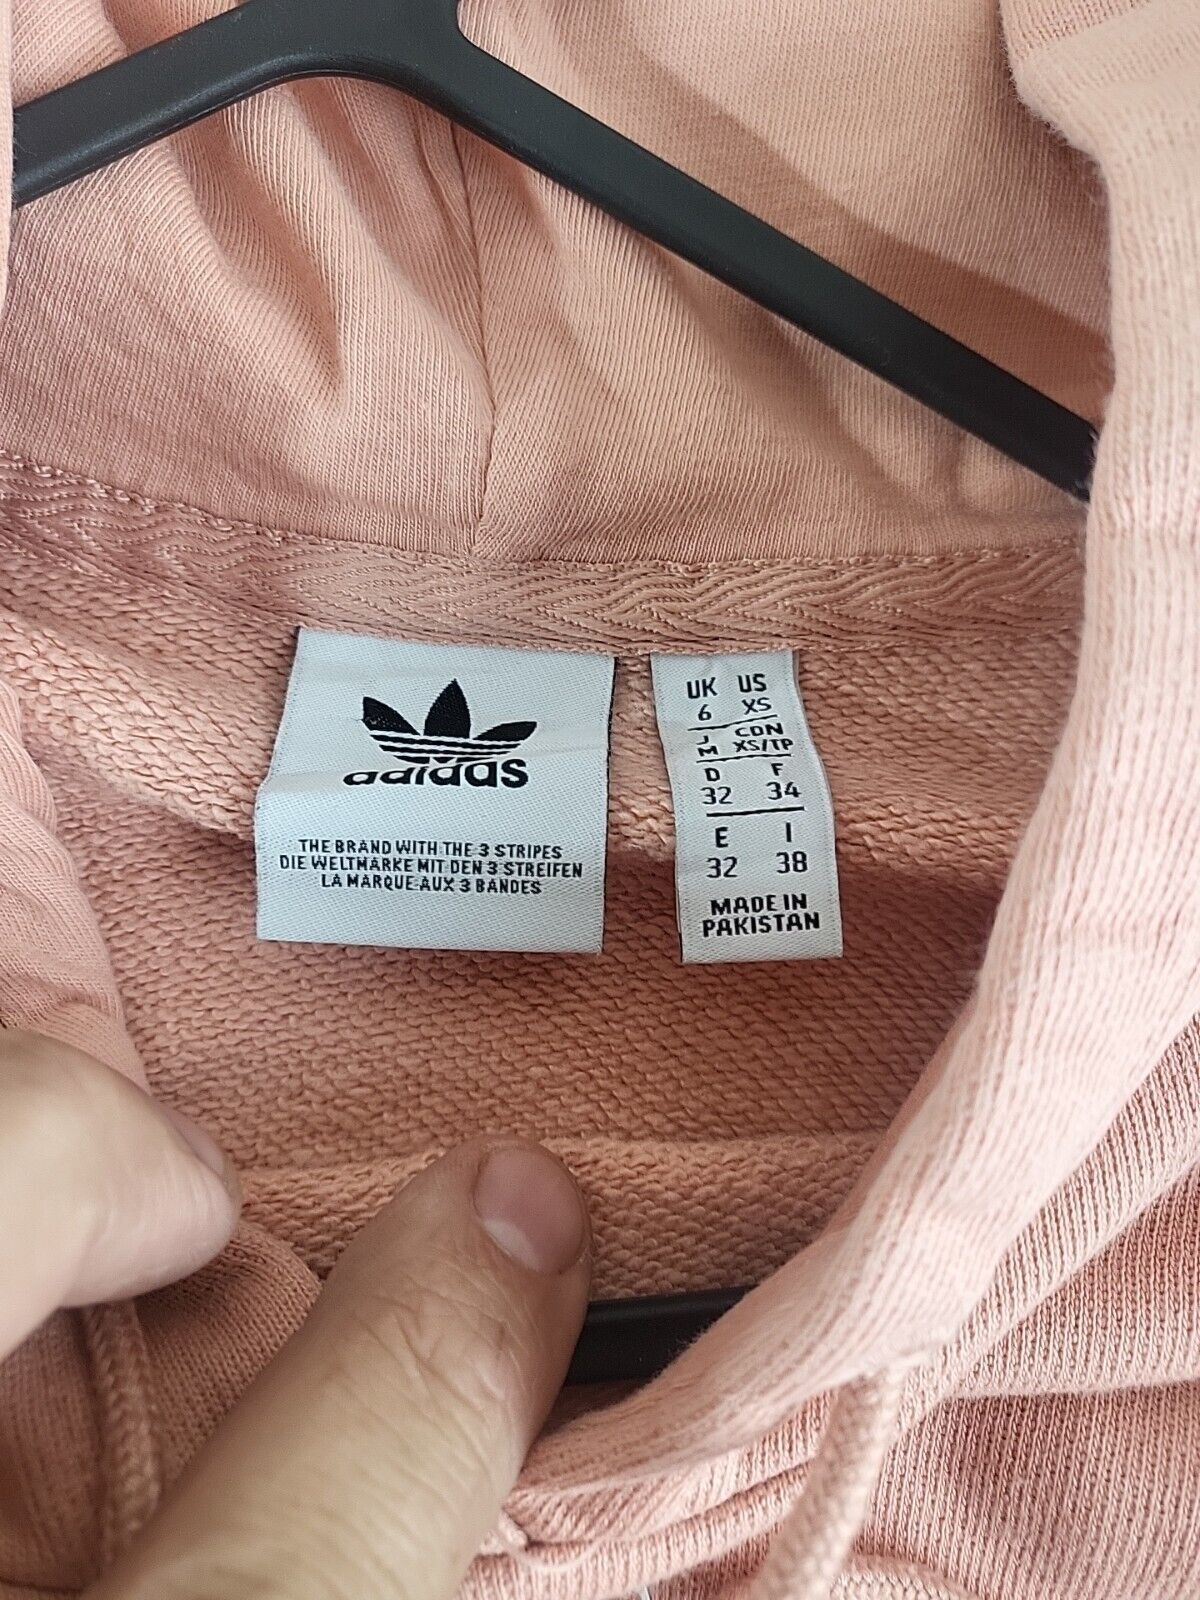 adidas
THE BRAND WITH THE 3 STRIPES
DIE WELTMARKE MIT DEN 3 STREIFEN
LA MARQUE AUX 3 BANDES
UK US
6 XS
J CDN
M XS/TP
D F
32 34
E I
32 38
MADE IN
PAKISTAN